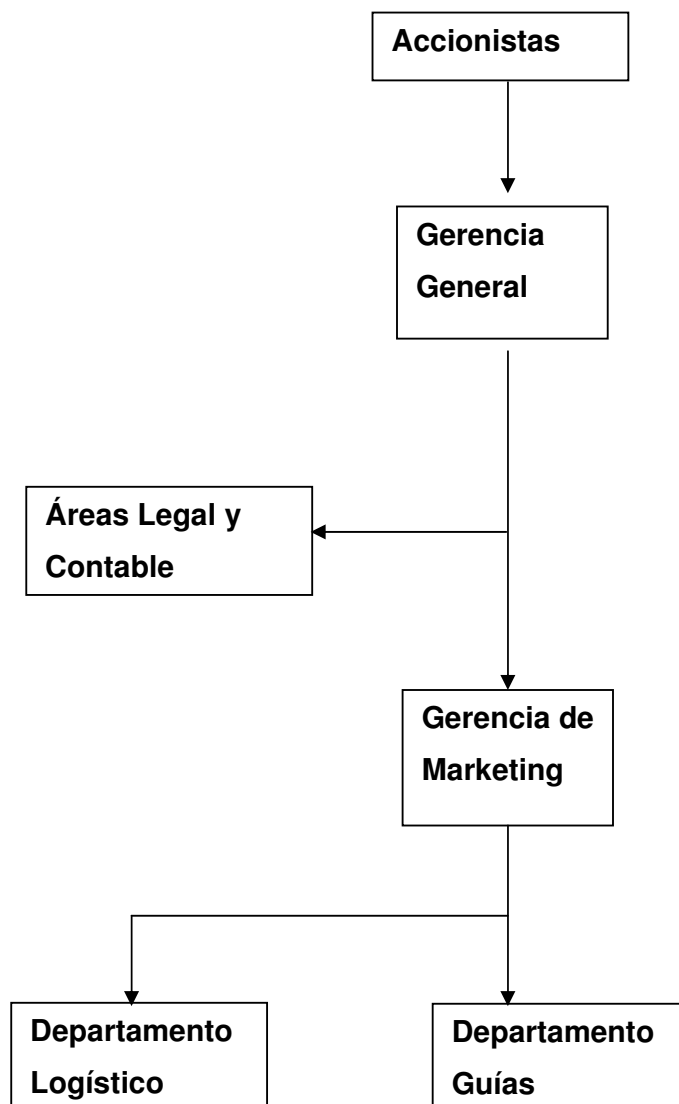 Accionistas
Gerencia
General
Áreas Legal y
Contable
Gerencia de
Marketing
Departamento
Logístico
Departamento
Guías